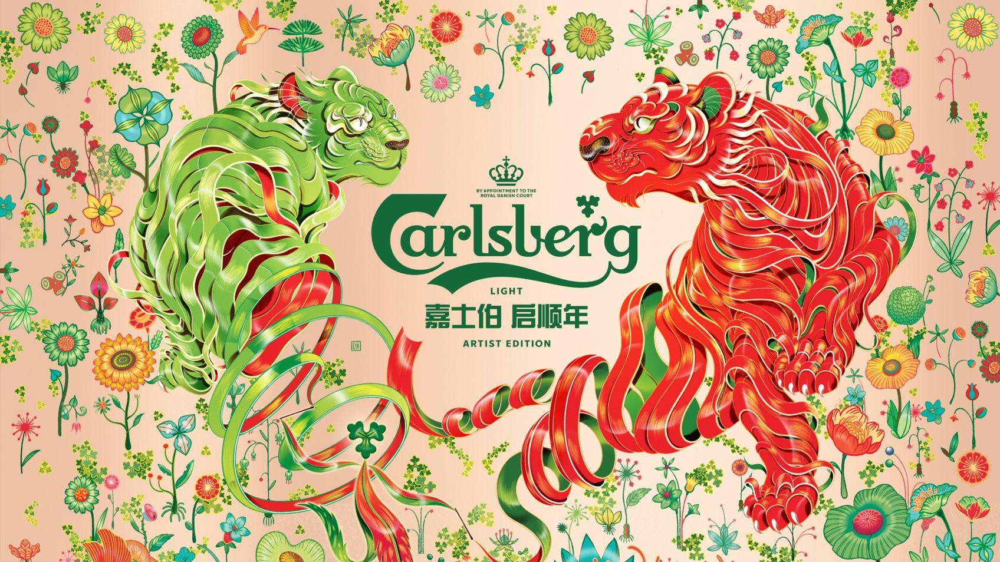 BY APPOINTMENT TO THE
ROYAL DANISH COURT
Carlsberg
LIGHT
嘉士伯 启顺年
ARTIST EDITION